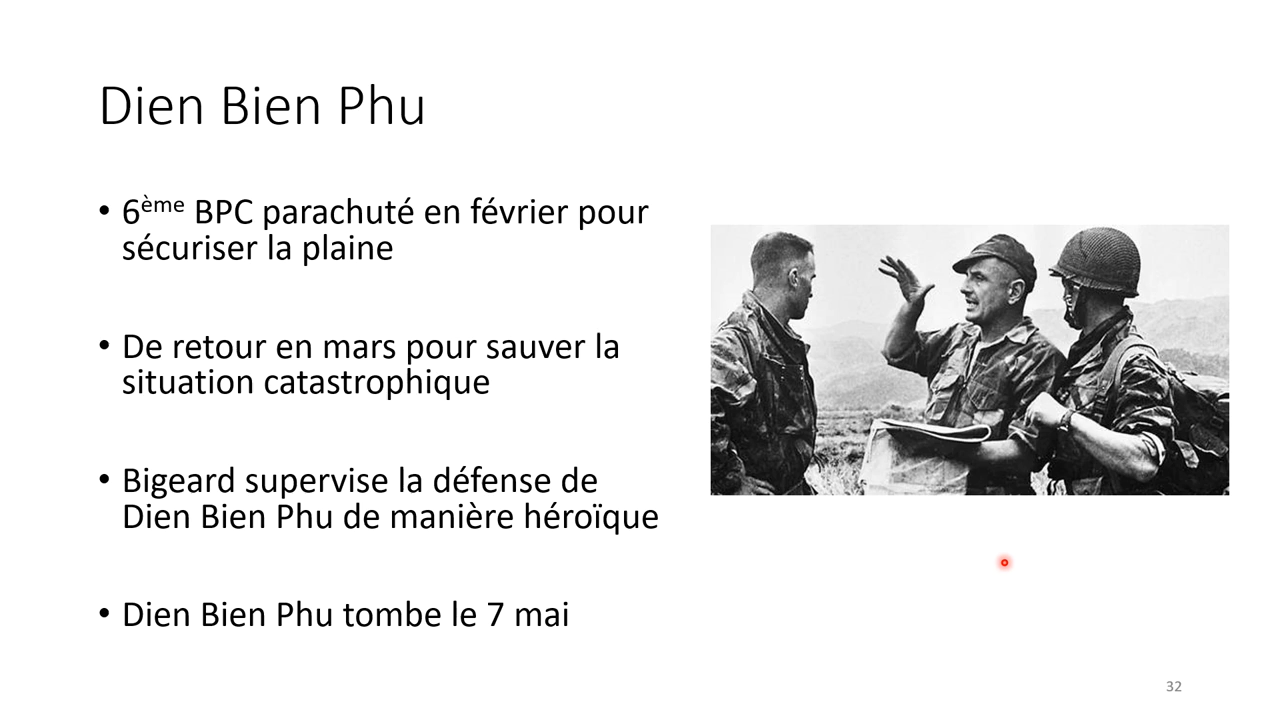 Dien Bien Phu
• 6ème BPC parachuté en février pour
sécuriser la plaine
• De retour en mars pour sauver la
situation catastrophique
• Bigeard supervise la défense de
Dien Bien Phu de manière héroïque
• Dien Bien Phu tombe le 7 mai
32